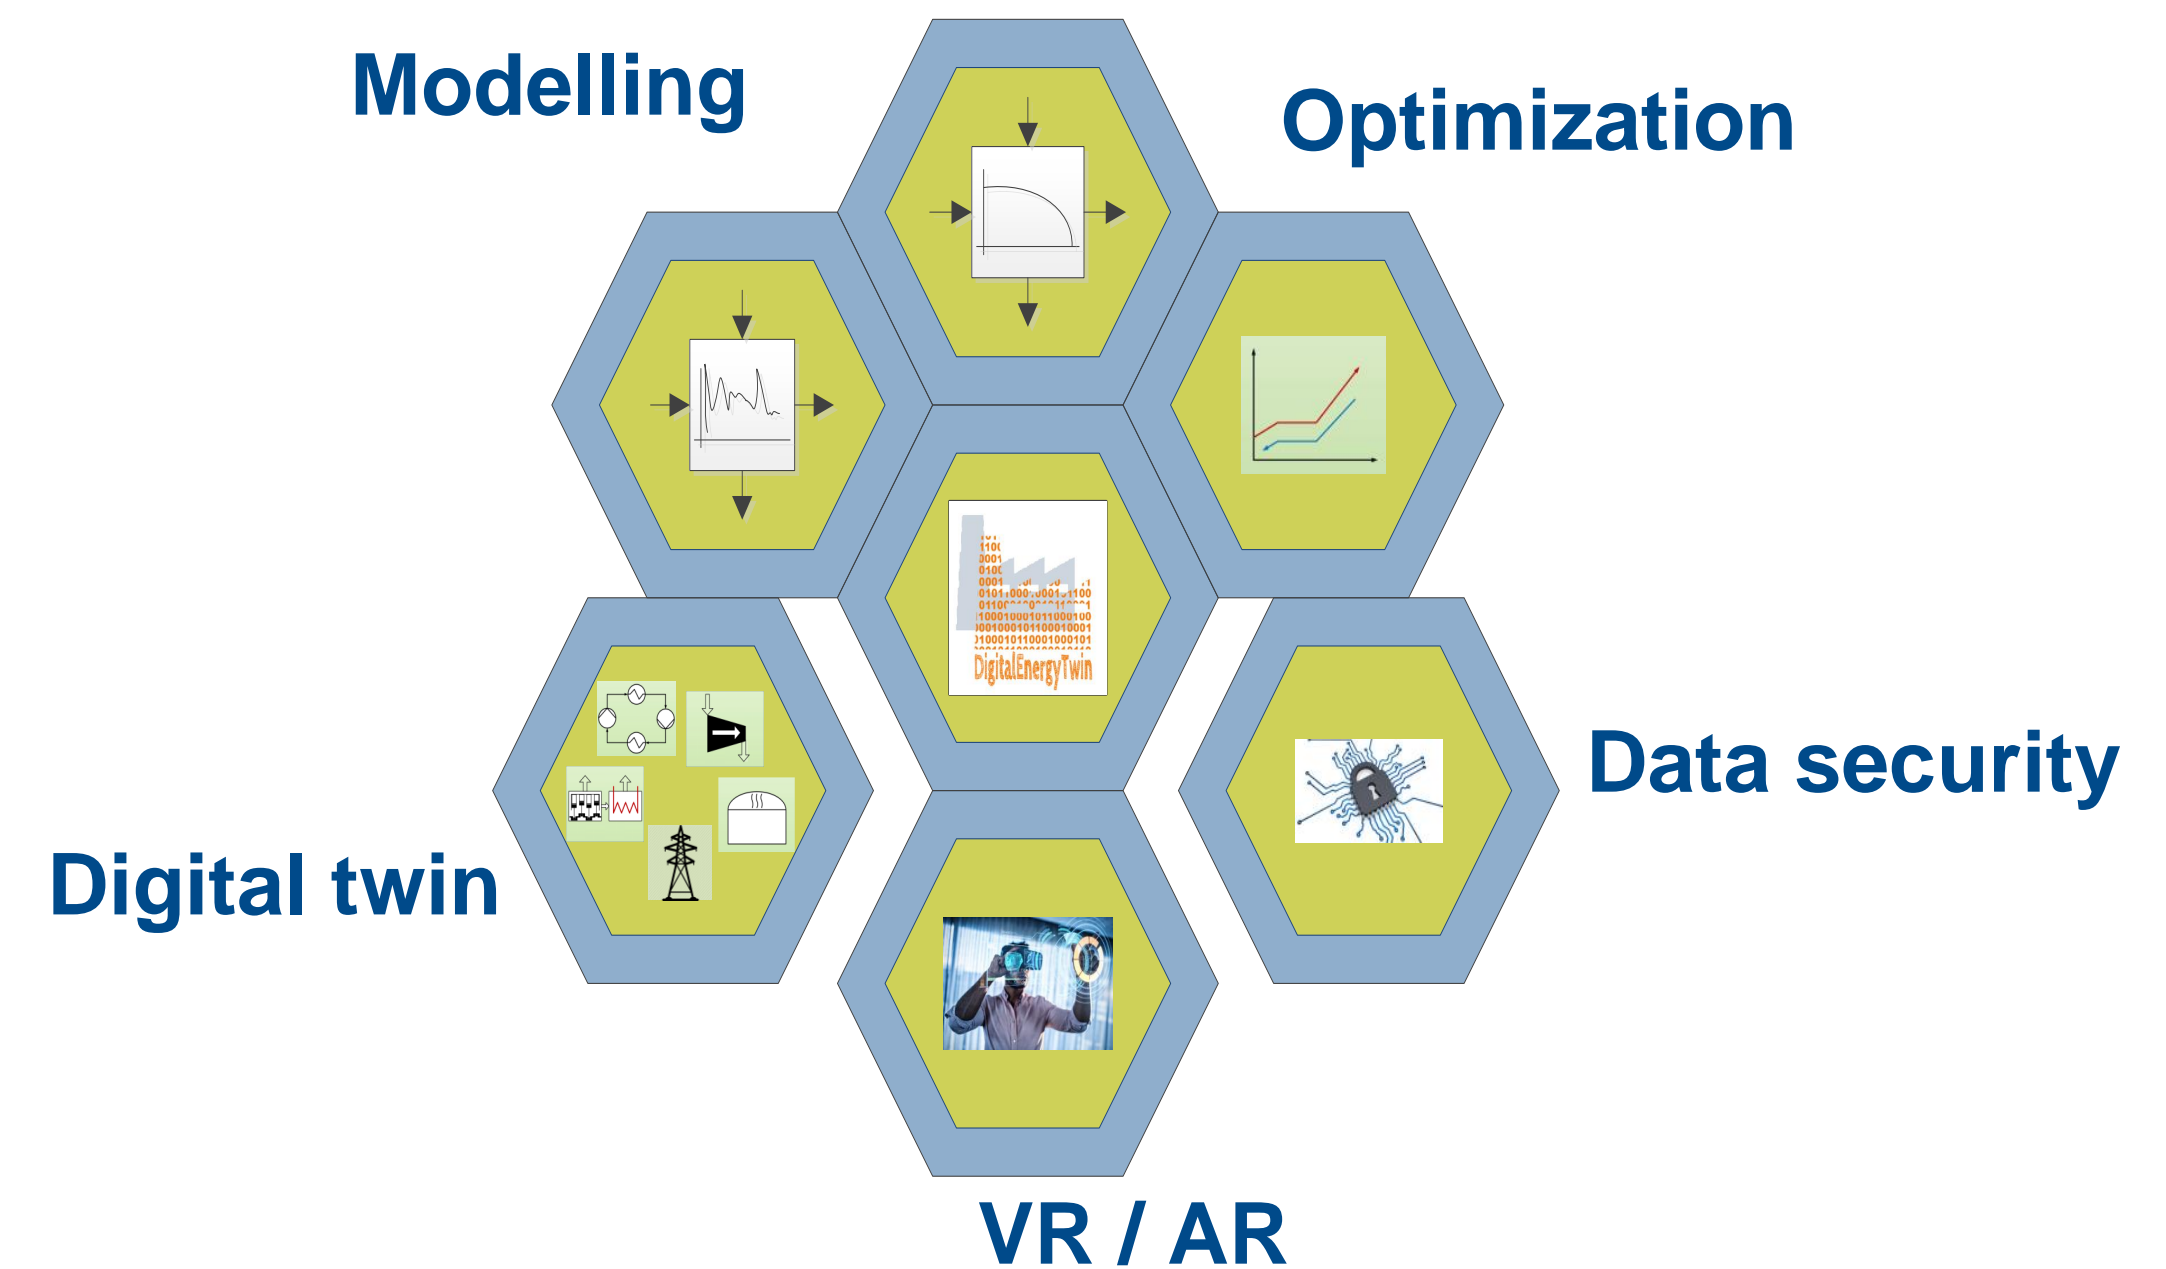 Modelling
Optimization
DigitalEnergyTwin
Data security
Digital twin
VR / AR